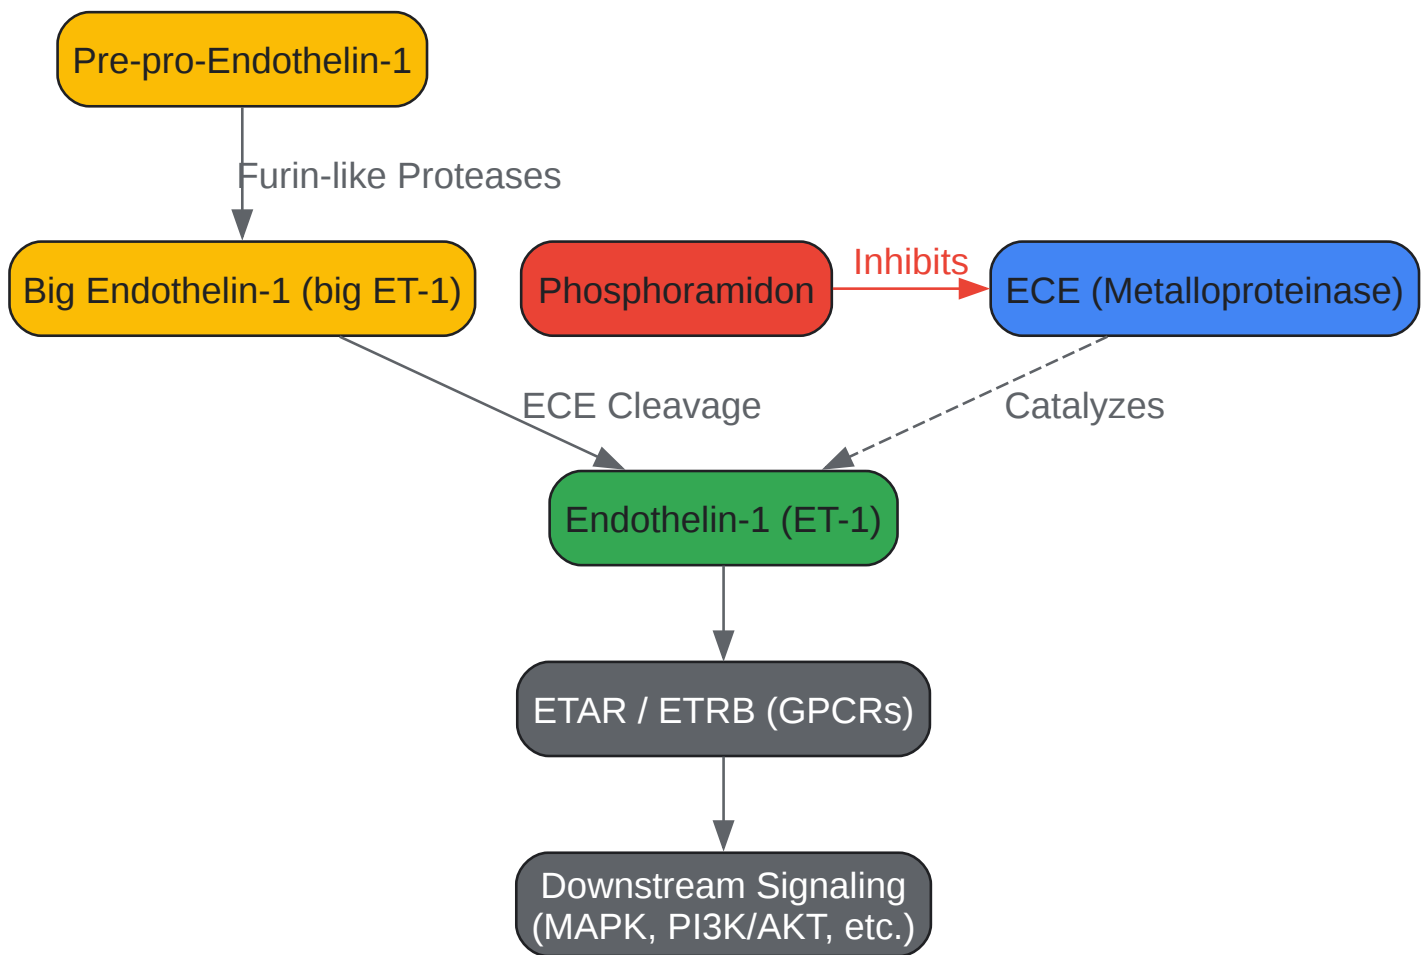 Pre-pro-Endothelin-1
Furin-like Proteases
Big Endothelin-1 (big ET-1)
Phosphoramidon
Inhibits
ECE (Metalloproteinase)
ECE Cleavage
Catalyzes
Endothelin-1 (ET-1)
ETAR / ETRB (GPCRs)
Downstream Signaling
(MAPK, PI3K/AKT, etc.)